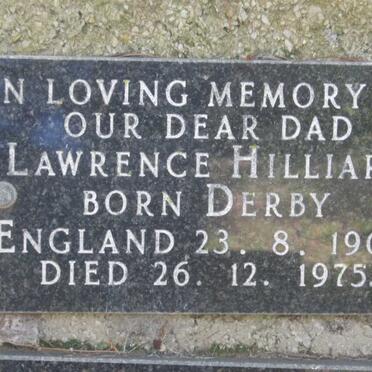 N LOVING MEMORY
OUR DEAR DAD
LAWRENCE HILLIAR
BORN DERBY
ENGLAND 23. 8. 190
DIED 26. 12. 1975.